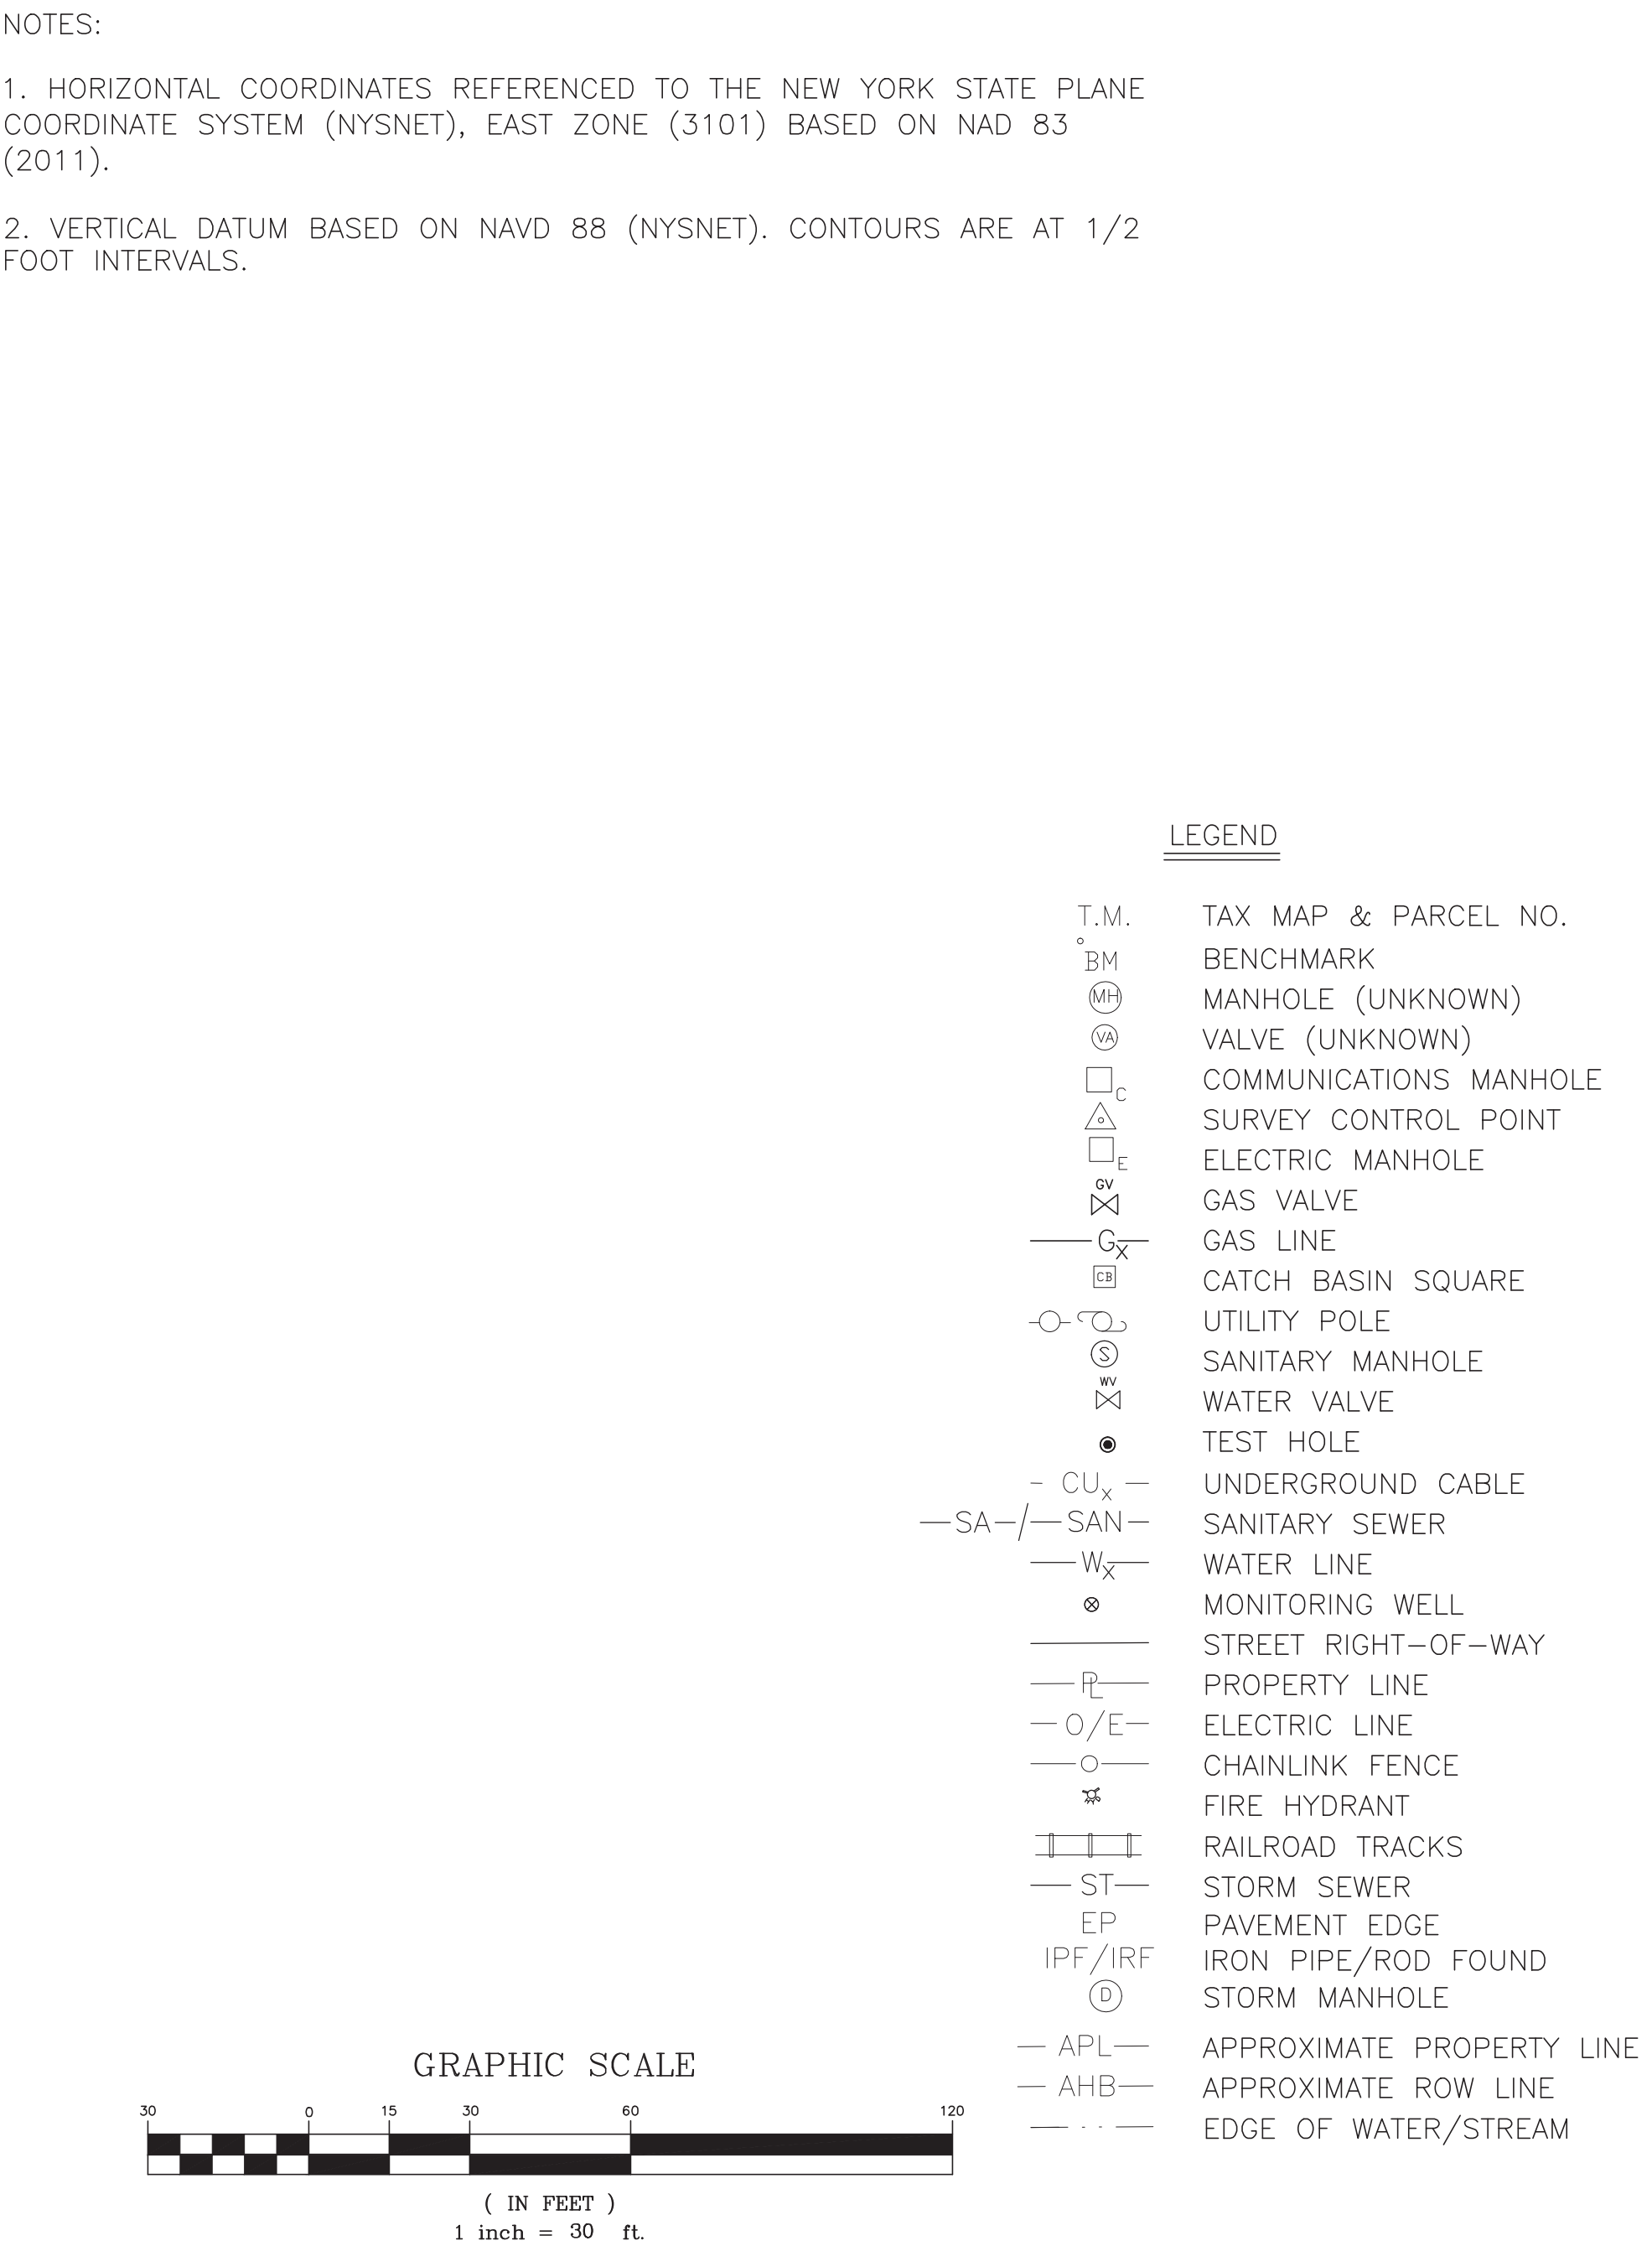 NOTES:
1. HORIZONTAL COORDINATES REFERENCED TO THE NEW YORK STATE PLANE
COORDINATE SYSTEM (NYSNET), EAST ZONE (3101) BASED ON NAD 83
(2011).
2. VERTICAL DATUM BASED ON NAVD 88 (NYSNET). CONTOURS ARE AT 1/2
FOOT INTERVALS.
LEGEND
T.M. TAX MAP & PARCEL NO.
BM BENCHMARK
MH MANHOLE (UNKNOWN)
VA VALVE (UNKNOWN)
C COMMUNICATIONS MANHOLE
SURVEY CONTROL POINT
E ELECTRIC MANHOLE
GV GAS VALVE
GX GAS LINE
CB CATCH BASIN SQUARE
UTILITY POLE
S SANITARY MANHOLE
WV WATER VALVE
TEST HOLE
CUX UNDERGROUND CABLE
SA / SAN SANITARY SEWER
WX WATER LINE
MONITORING WELL
STREET RIGHT-OF-WAY
PL PROPERTY LINE
O/E ELECTRIC LINE
CHAINLINK FENCE
FIRE HYDRANT
RAILROAD TRACKS
ST STORM SEWER
EP PAVEMENT EDGE
IPF/IRF IRON PIPE/ROD FOUND
D STORM MANHOLE
APL APPROXIMATE PROPERTY LINE
AHB APPROXIMATE ROW LINE
EDGE OF WATER/STREAM
GRAPHIC SCALE
30 0 15 30 60 120
( IN FEET )
1 inch = 30 ft.